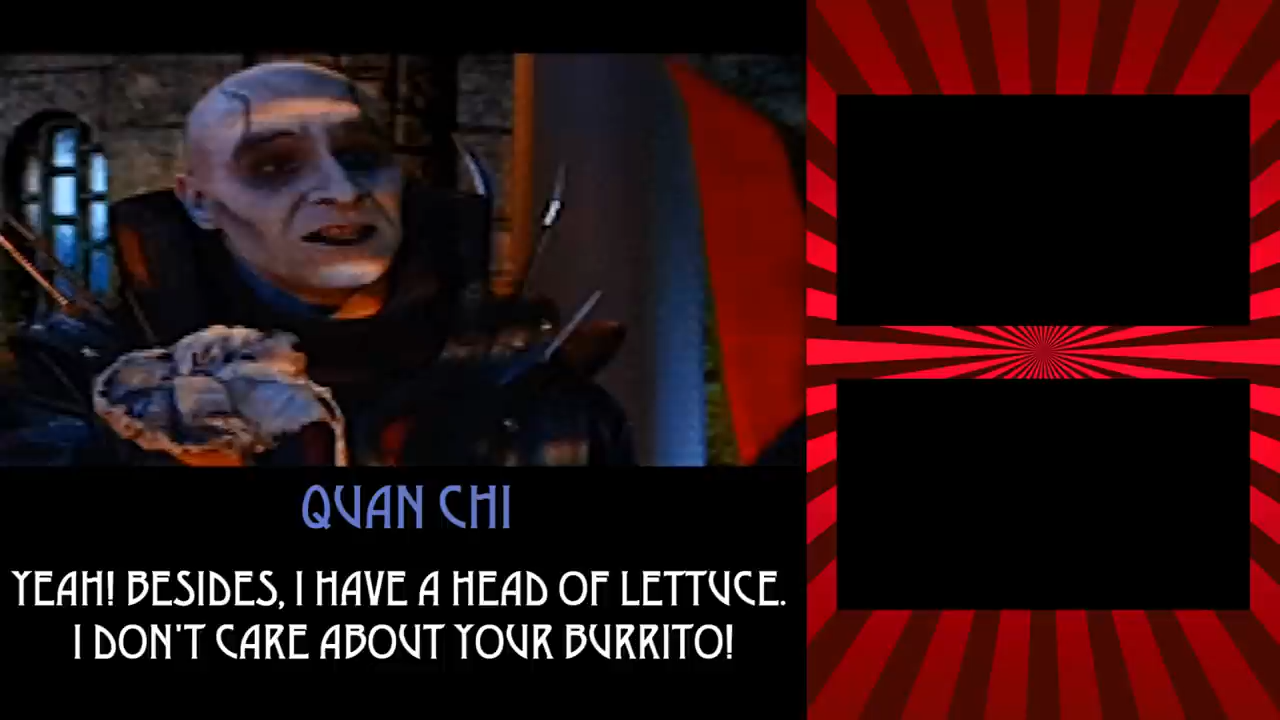 QUAN CHI
YEAH! BESIDES, I HAVE A HEAD OF LETTUCE.
I DON'T CARE ABOUT YOUR BURRITO!